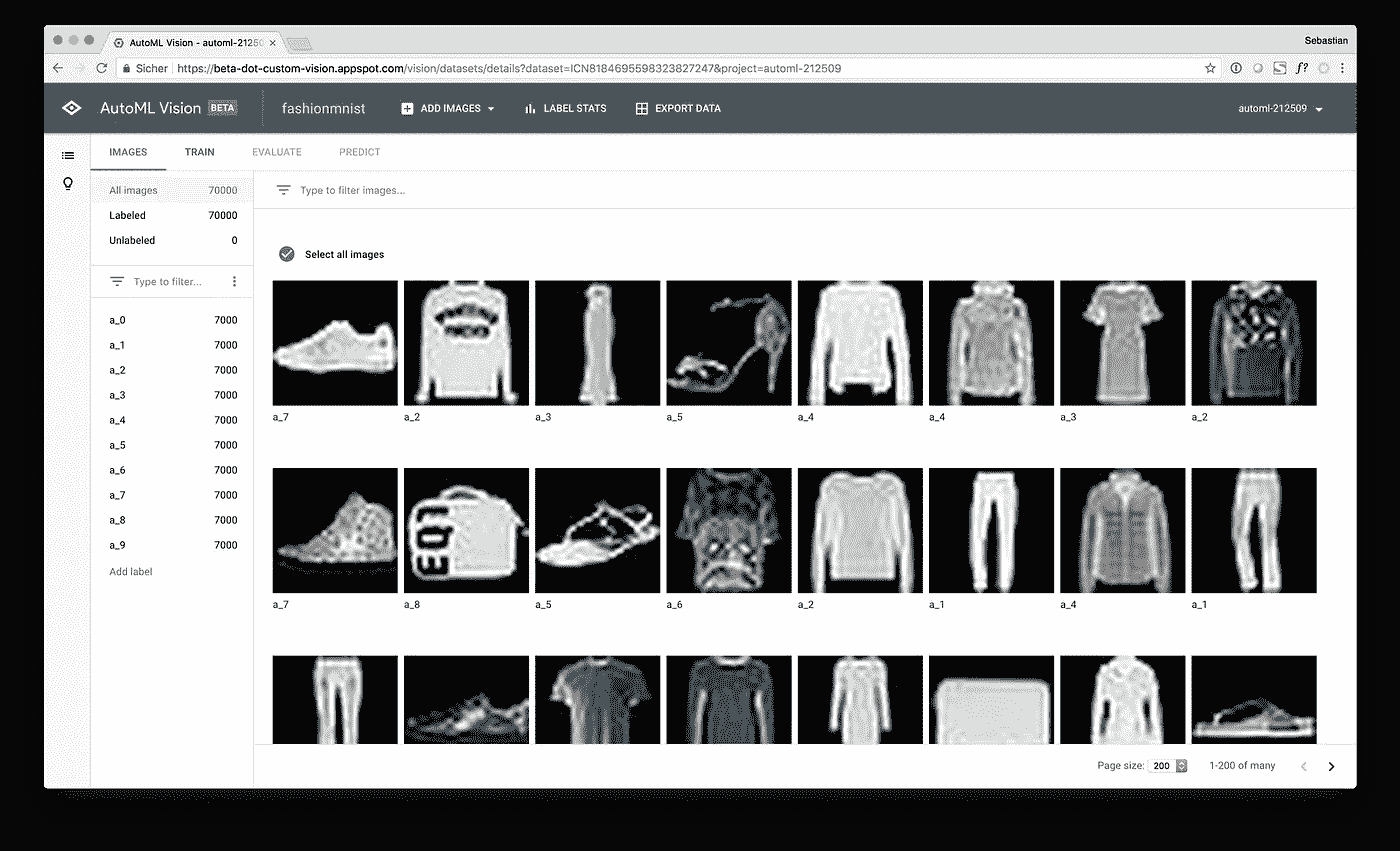 AutoML Vision - automl-2125
Sebastian
Sicher https://beta-dot-custom-vision.appspot.com/vision/datasets/details?dataset=ICN8184695598323827247&project=automl-212509
f?
AutoML Vision BETA fashionmnist ADD IMAGES LABEL STATS EXPORT DATA automl-212509
IMAGES TRAIN EVALUATE PREDICT
All images 70000
Labeled 70000
Unlabeled 0
Type to filter...
a_0 7000
a_1 7000
a_2 7000
a_3 7000
a_4 7000
a_5 7000
a_6 7000
a_7 7000
a_8 7000
a_9 7000
Add label
Type to filter images...
Select all images
a_7 a_2 a_3 a_5 a_4 a_4 a_3 a_2
EQT
a_7 a_8 a_5 a_6 a_2 a_1 a_4 a_1
Page size: 200 1-200 of many